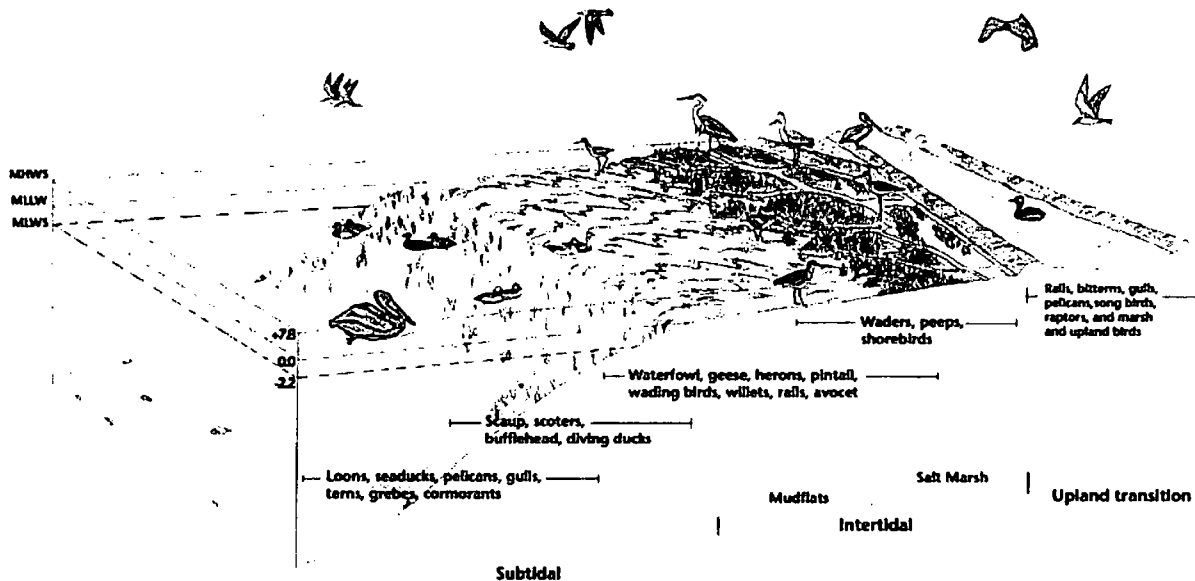 MHWS
MLLW
MLWS
+7.8
0.0
-2.2
Rails, bitterns, gulls,
pelicans, song birds,
raptors, and marsh
and upland birds
Waders, peeps,
shorebirds
Waterfowl, geese, herons, pintail,
wading birds, willets, rails, avocet
Scaup, scoters,
bufflehead, diving ducks
Loons, seaducks, pelicans, gulls,
terns, grebes, cormorants
Salt Marsh
Mudflats
Upland transition
Intertidal
Subtidal